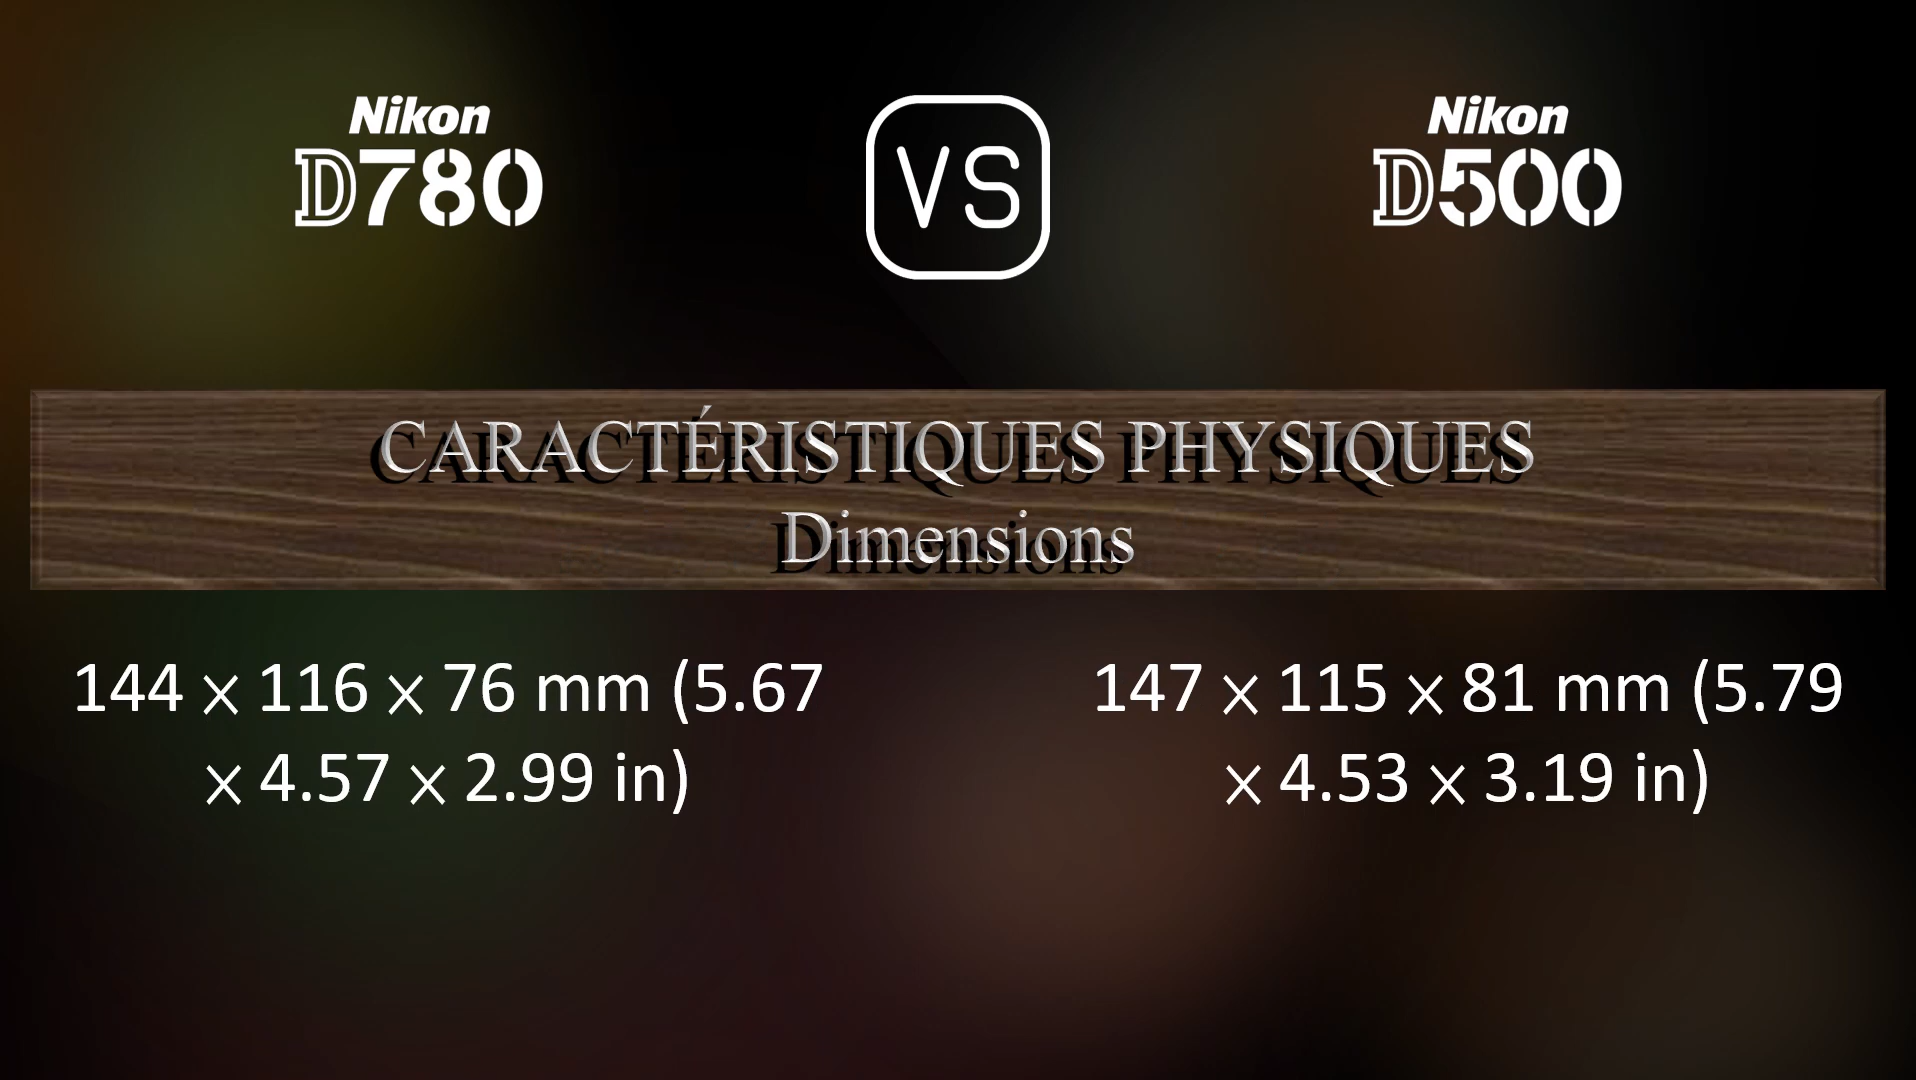 Nikon
D780
VS
Nikon
D500
CARACTÉRISTIQUES PHYSIQUES
Dimensions
144 x 116 x 76 mm (5.67
x 4.57 x 2.99 in)
147 x 115 x 81 mm (5.79
x 4.53 x 3.19 in)